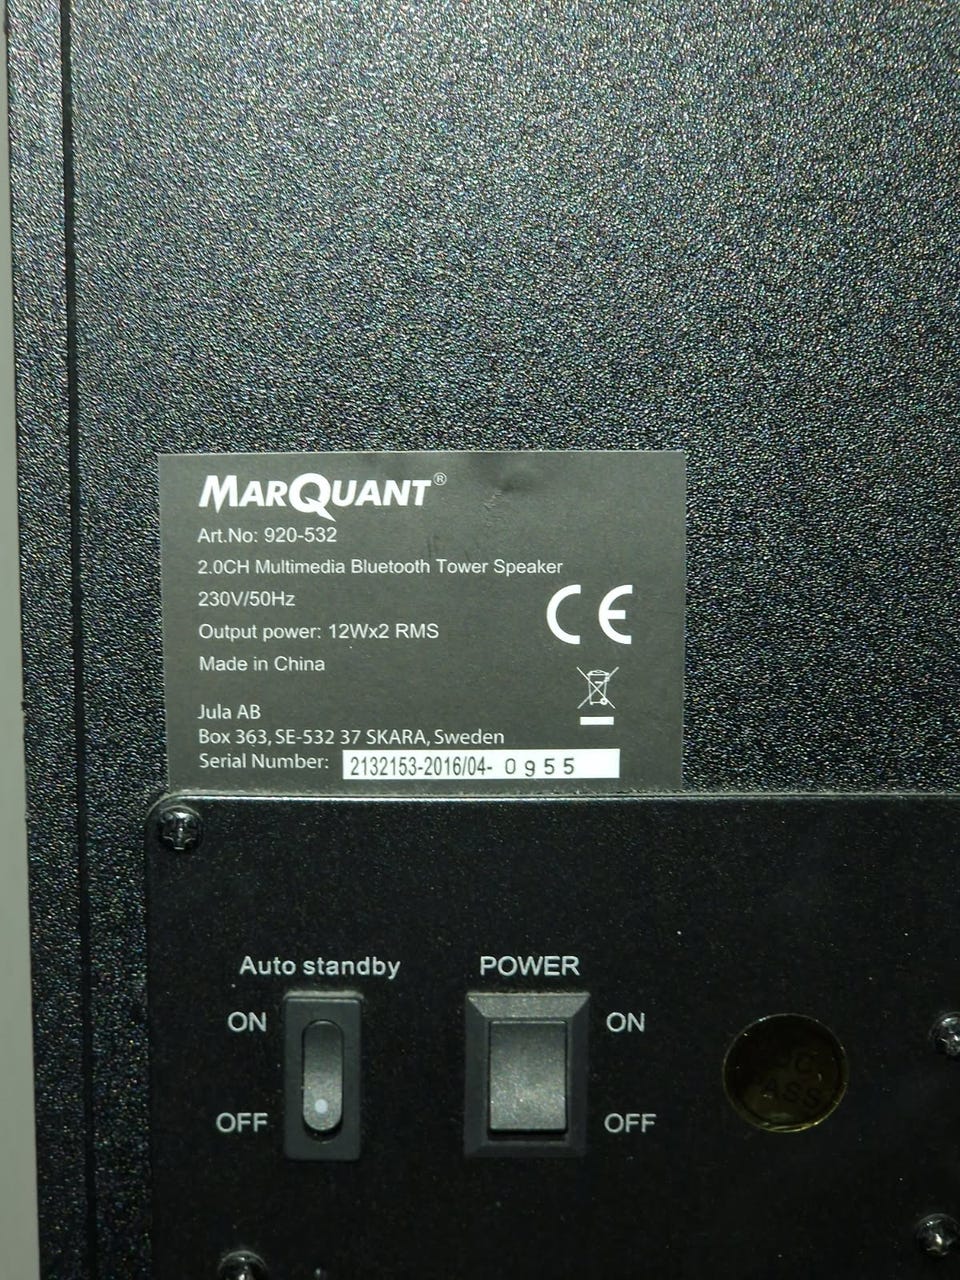 MARQUANT®
Art.No: 920-532
2.0CH Multimedia Bluetooth Tower Speaker
230V/50Hz
Output power: 12Wx2 RMS
CE
Made in China
Jula AB
Box 363, SE-532 37 SKARA, Sweden
Serial Number: 2132153-2016/04- 0955
Auto standby
POWER
ON
ON
OFF
OFF